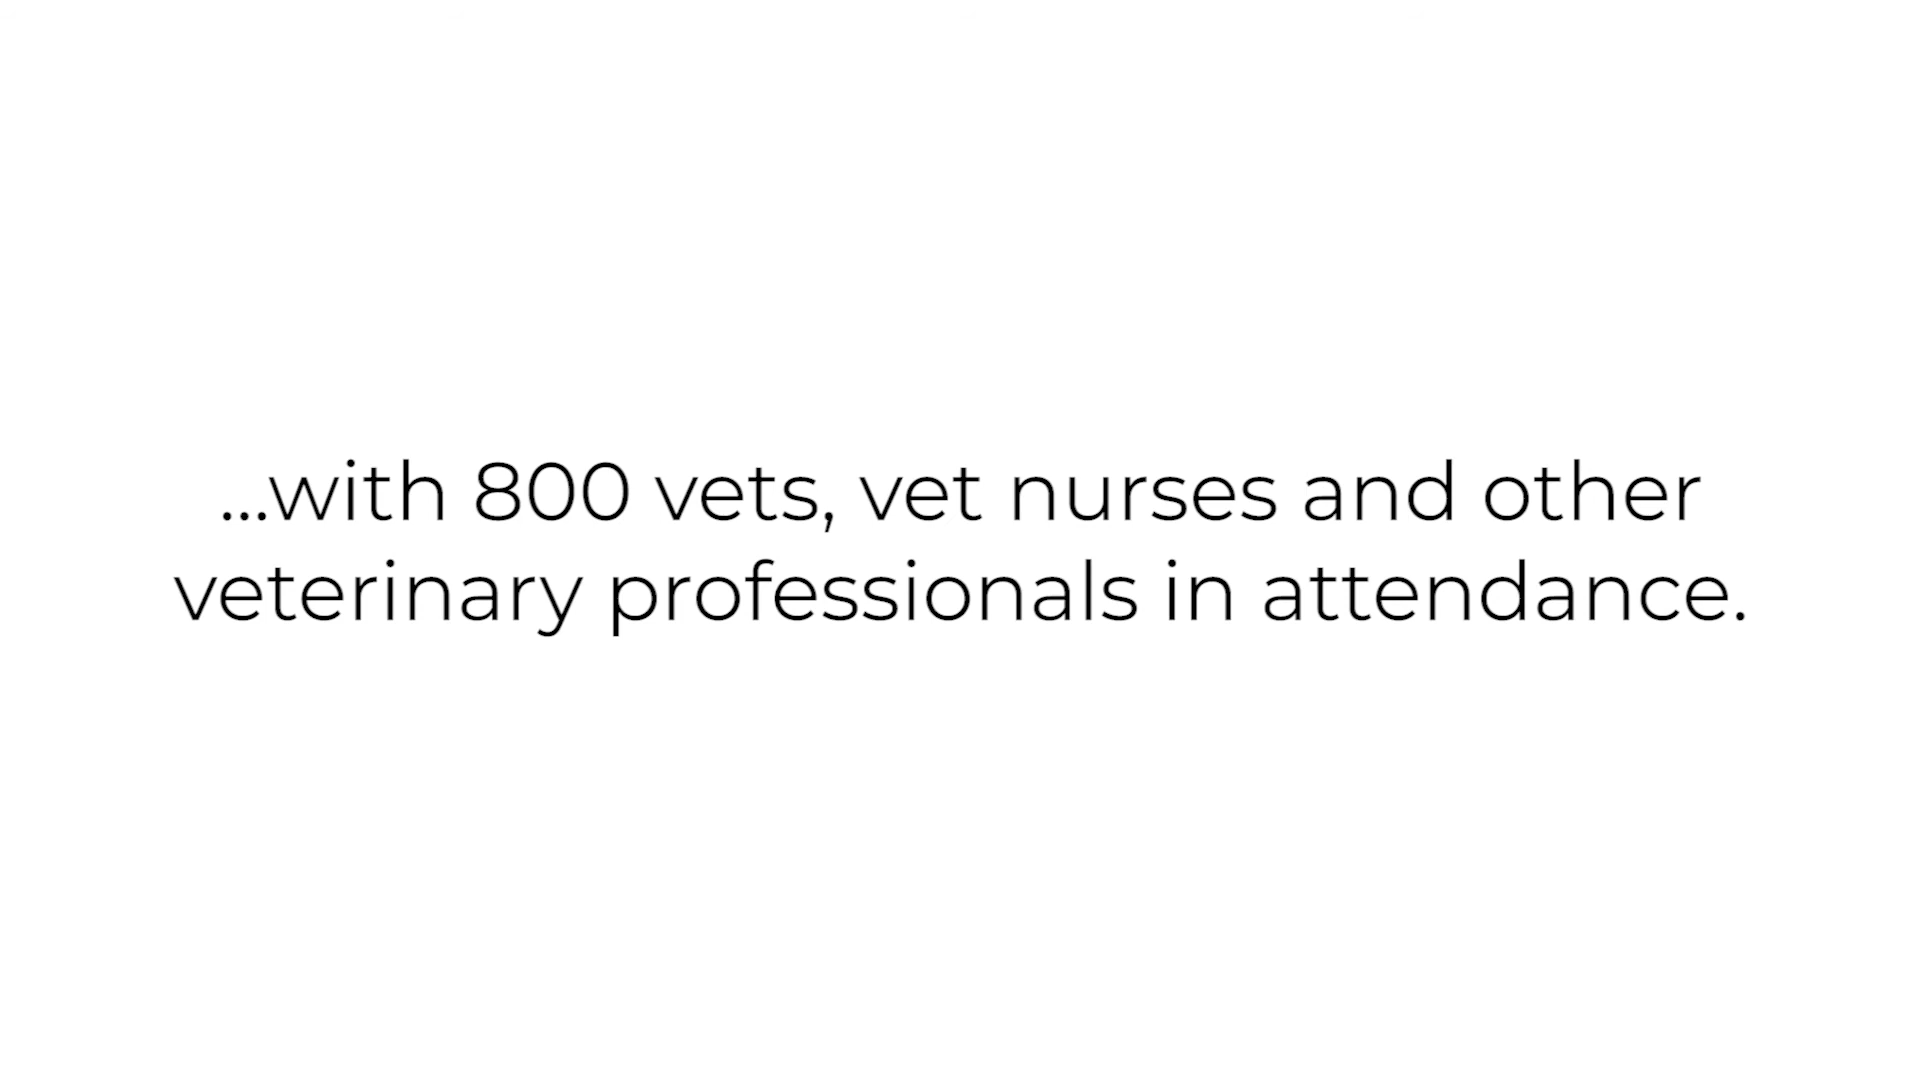 ...with 800 vets, vet nurses and other
veterinary professionals in attendance.